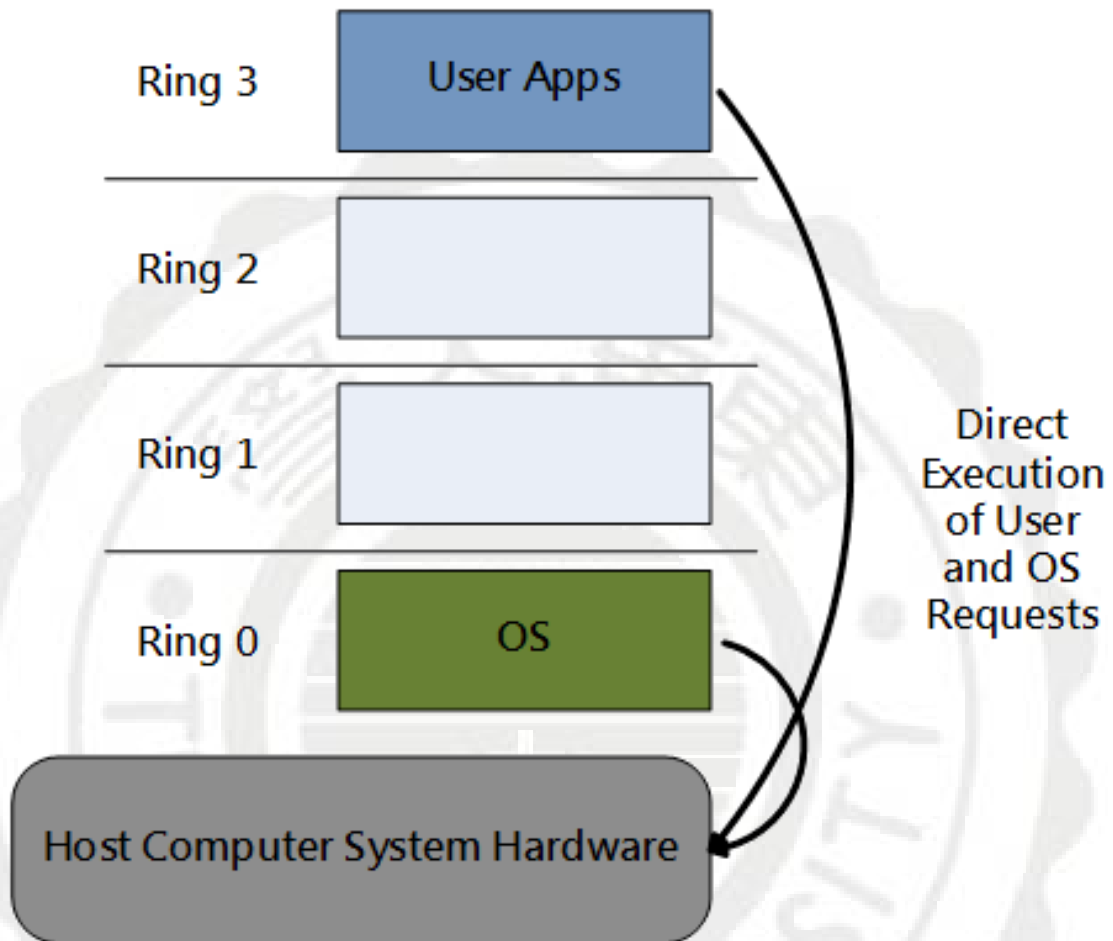 Ring 3
User Apps
Ring 2
Ring 1
Direct
Execution
of User
and OS
Requests
Ring 0
OS
Host Computer System Hardware
SITY